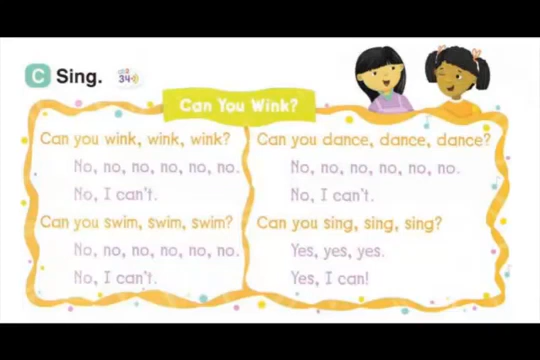 C Sing.
CD 2
34
Can You Wink?
Can you wink, wink, wink?
No, no, no, no, no, no.
No, I can't.
Can you swim, swim, swim?
No, no, no, no, no, no.
No, I can't.
Can you dance, dance, dance?
No, no, no, no, no, no.
No, I can't.
Can you sing, sing, sing?
Yes, yes, yes.
Yes, I can!